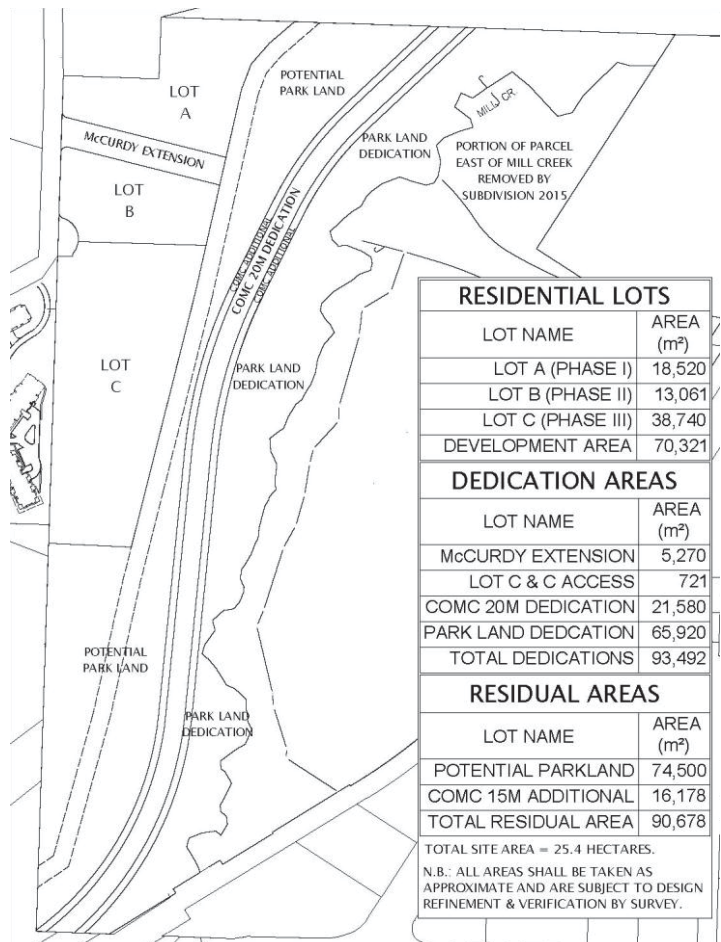 LOT
A
POTENTIAL
PARK LAND
McCURDY EXTENSION
LOT
B
PARK LAND
DEDICATION
MILL CR.
PORTION OF PARCEL
EAST OF MILL CREEK
REMOVED BY
SUBDIVISION 2015
COMC ADDITIONAL
COMC 20M DEDICATION
COMC ADDITIONAL
LOT
C
PARK LAND
DEDICATION
POTENTIAL
PARK LAND
PARK LAND
DEDICATION
RESIDENTIAL LOTS
LOT NAME AREA
(m²)
LOT A (PHASE I) 18,520
LOT B (PHASE II) 13,061
LOT C (PHASE III) 38,740
DEVELOPMENT AREA 70,321
DEDICATION AREAS
LOT NAME AREA
(m²)
McCURDY EXTENSION 5,270
LOT C & C ACCESS 721
COMC 20M DEDICATION 21,580
PARK LAND DEDCATION 65,920
TOTAL DEDICATIONS 93,492
RESIDUAL AREAS
LOT NAME AREA
(m²)
POTENTIAL PARKLAND 74,500
COMC 15M ADDITIONAL 16,178
TOTAL RESIDUAL AREA 90,678
TOTAL SITE AREA = 25.4 HECTARES.
N.B.: ALL AREAS SHALL BE TAKEN AS
APPROXIMATE AND ARE SUBJECT TO DESIGN
REFINEMENT & VERIFICATION BY SURVEY.